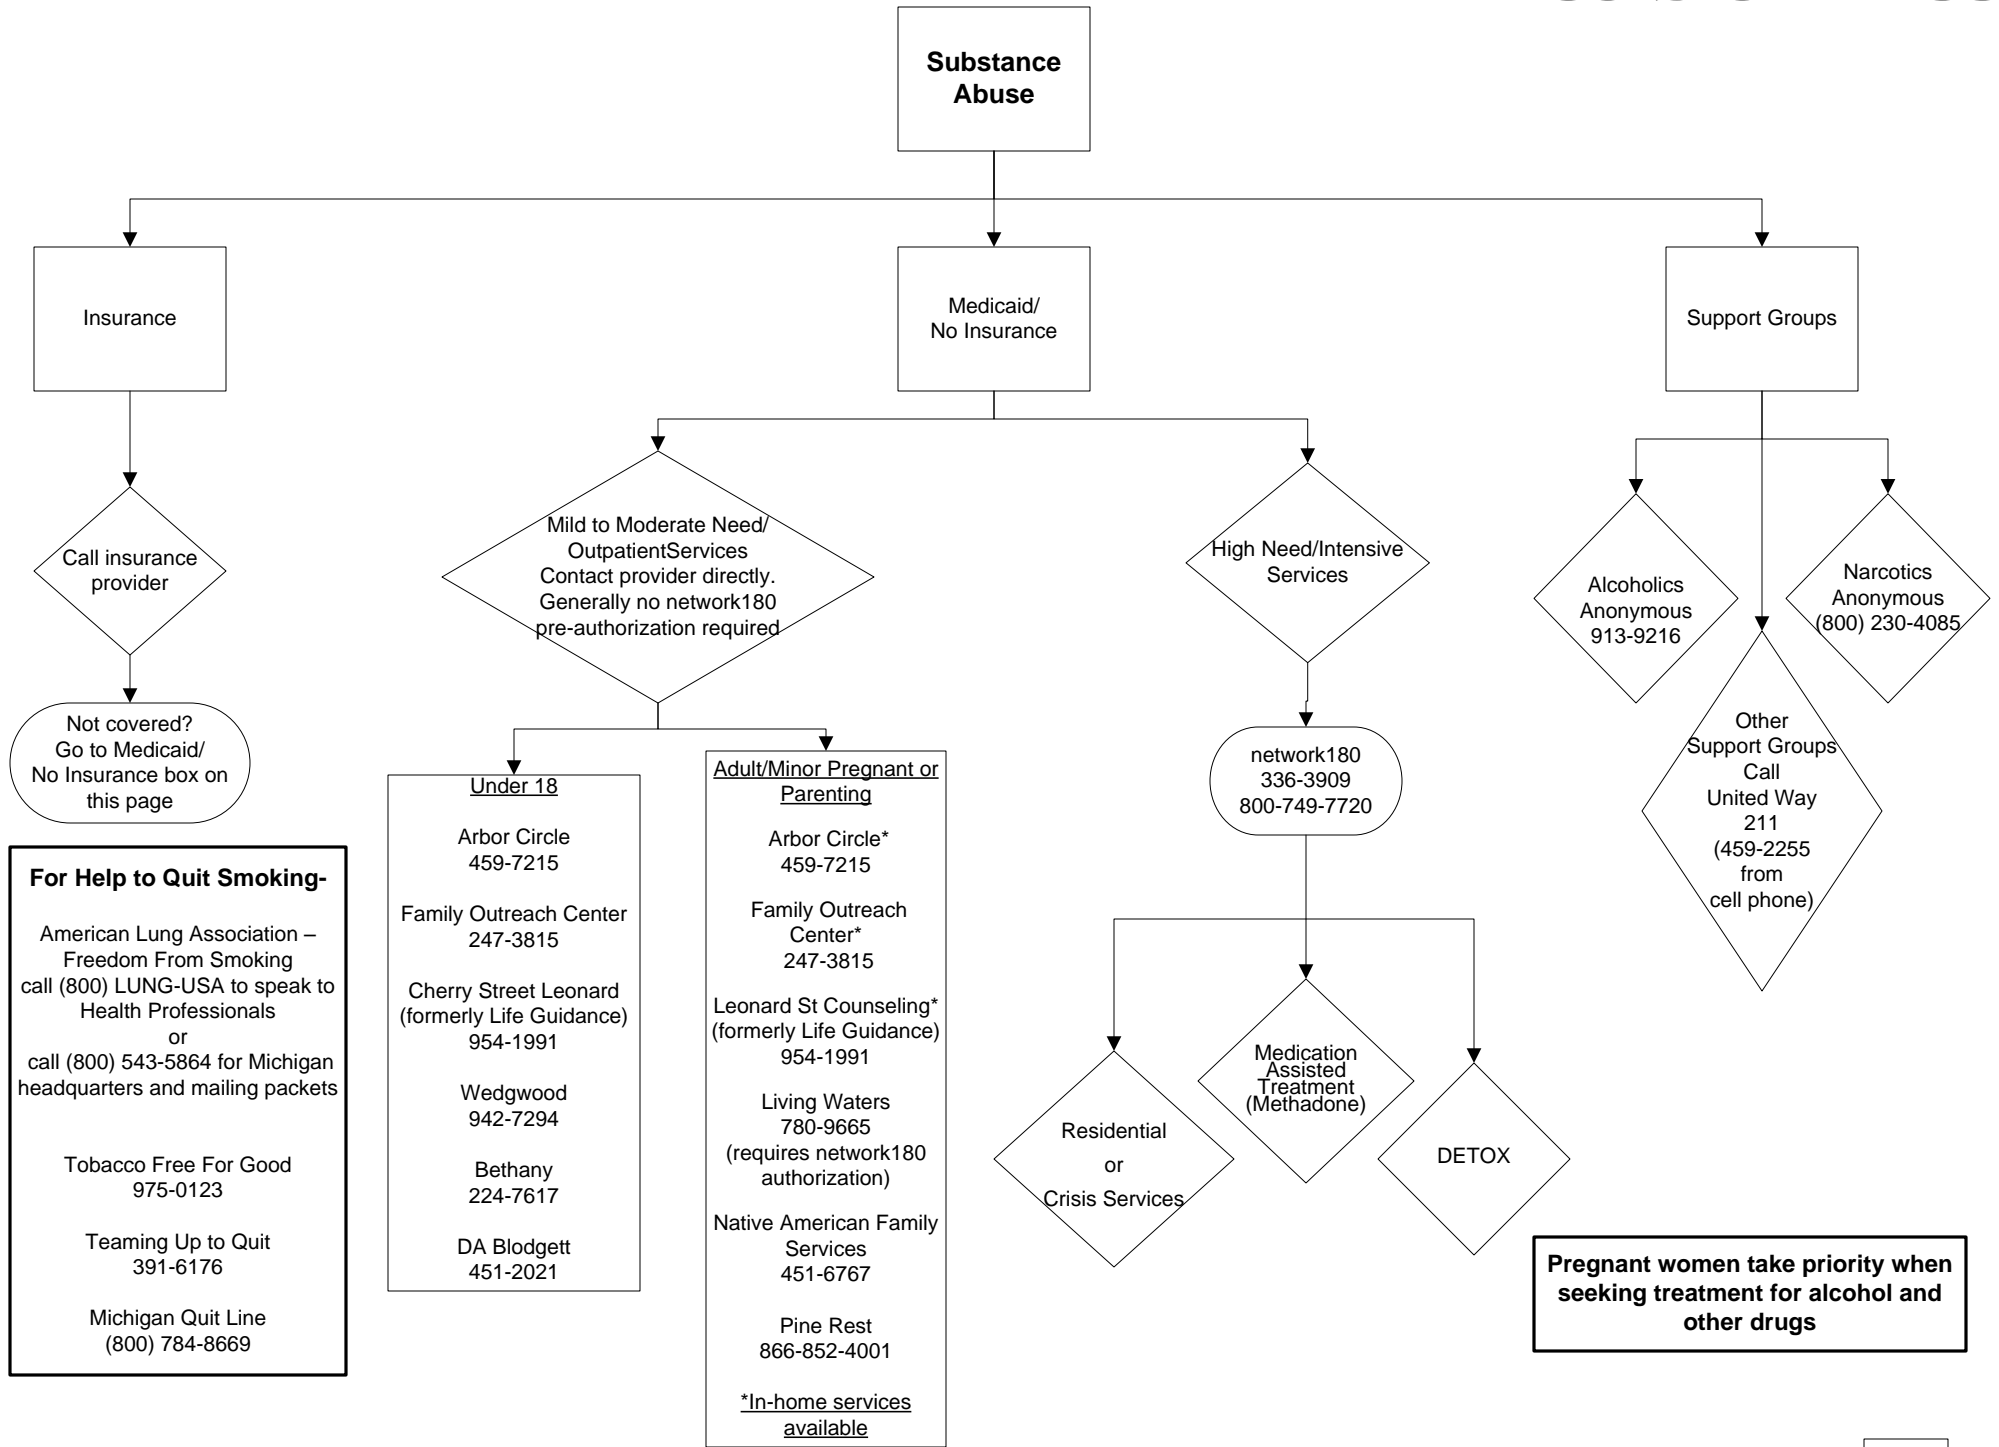 Substance
Abuse
Insurance
Medicaid/
No Insurance
Support Groups
Call insurance
provider
Mild to Moderate Need/
OutpatientServices
Contact provider directly.
Generally no network180
pre-authorization required
High Need/Intensive
Services
Alcoholics
Anonymous
913-9216
Narcotics
Anonymous
(800) 230-4085
Other
Support Groups
Call
United Way
211
(459-2255
from
cell phone)
Not covered?
Go to Medicaid/
No Insurance box on
this page
network180
336-3909
800-749-7720
Under 18
Arbor Circle
459-7215
Family Outreach Center
247-3815
Cherry Street Leonard
(formerly Life Guidance)
954-1991
Wedgwood
942-7294
Bethany
224-7617
DA Blodgett
451-2021
Adult/Minor Pregnant or
Parenting
Arbor Circle*
459-7215
Family Outreach
Center*
247-3815
Leonard St Counseling*
(formerly Life Guidance)
954-1991
Living Waters
780-9665
(requires network180
authorization)
Native American Family
Services
451-6767
Pine Rest
866-852-4001
*In-home services
available
Residential
or
Crisis Services
Medication
Assisted
Treatment
(Methadone)
DETOX
For Help to Quit Smoking-
American Lung Association –
Freedom From Smoking
call (800) LUNG-USA to speak to
Health Professionals
or
call (800) 543-5864 for Michigan
headquarters and mailing packets
Tobacco Free For Good
975-0123
Teaming Up to Quit
391-6176
Michigan Quit Line
(800) 784-8669
Pregnant women take priority when
seeking treatment for alcohol and
other drugs